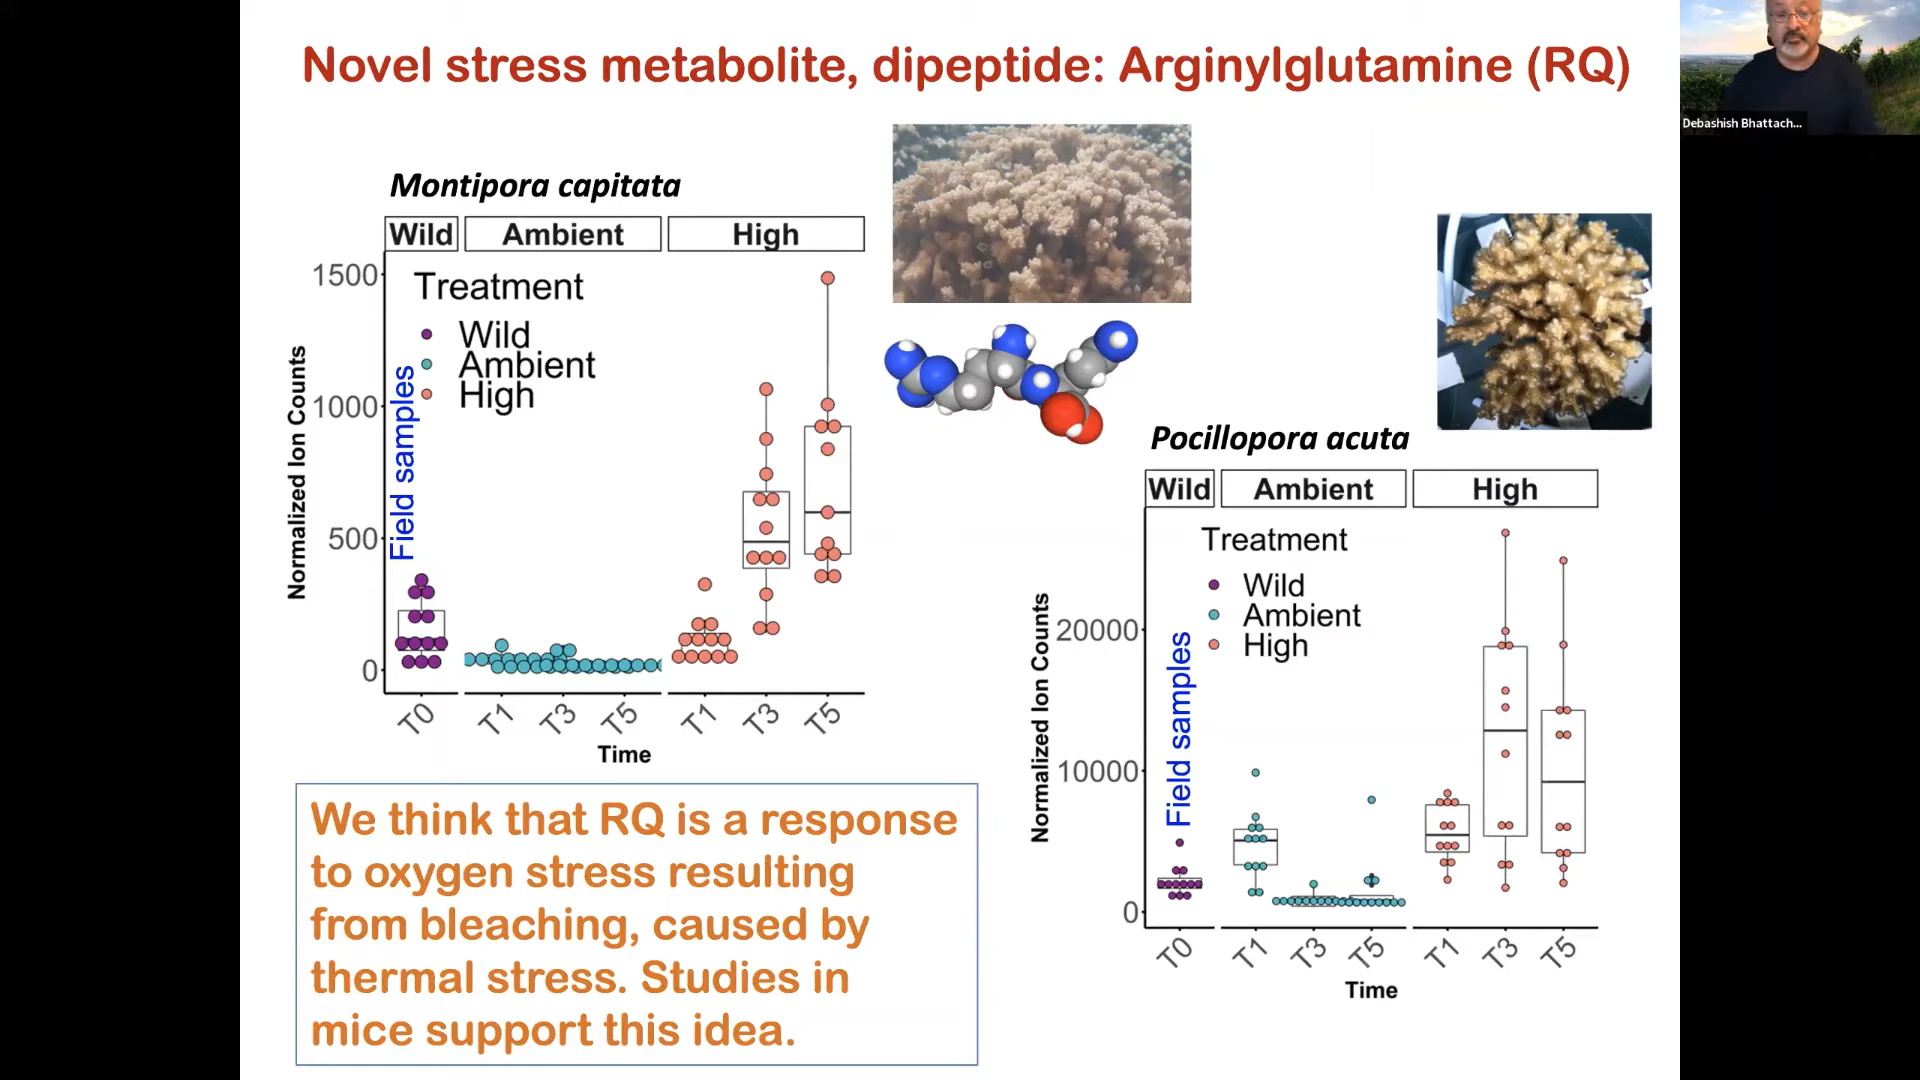 Novel stress metabolite, dipeptide: Arginylglutamine (RQ)
Debashish Bhattach...
Montipora capitata
Wild
Ambient
High
Treatment
Wild
Ambient
High
Field samples
Normalized Ion Counts
1500
1000
500
0
T0
T1
T3
T5
T1
T3
T5
Time
Pocillopora acuta
Wild
Ambient
High
Treatment
Wild
Ambient
High
Field samples
Normalized Ion Counts
20000
10000
0
T0
T1
T3
T5
T1
T3
T5
Time
We think that RQ is a response
to oxygen stress resulting
from bleaching, caused by
thermal stress. Studies in
mice support this idea.